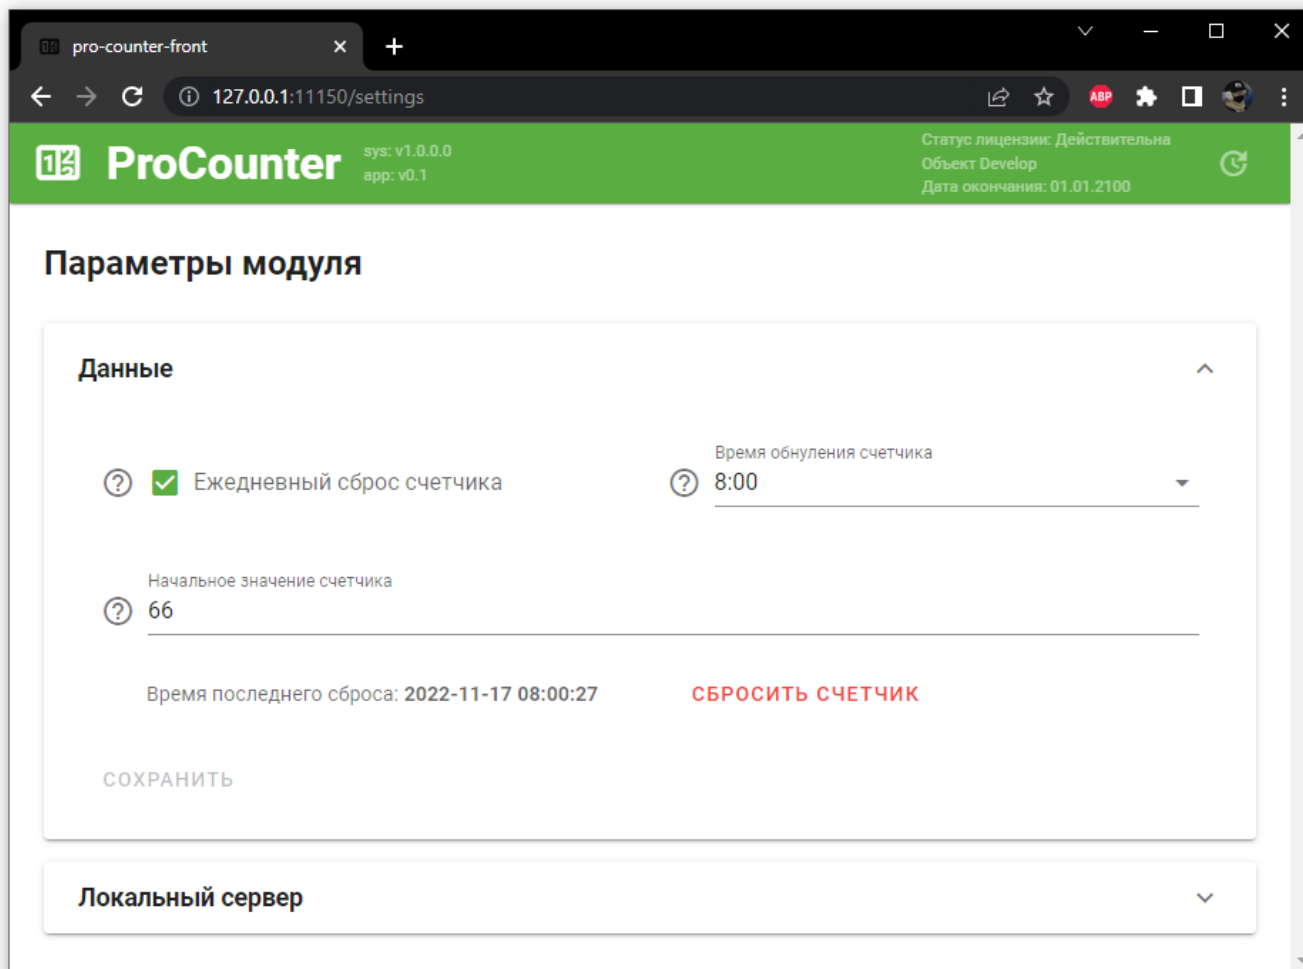 pro-counter-front
127.0.0.1:11150/settings
ABP
ProCounter
sys: v1.0.0.0
app: v0.1
Статус лицензии: Действительна
Объект Develop
Дата окончания: 01.01.2100
Параметры модуля
Данные
Ежедневный сброс счетчика
Время обнуления счетчика
8:00
Начальное значение счетчика
66
Время последнего сброса: 2022-11-17 08:00:27
СБРОСИТЬ СЧЕТЧИК
СОХРАНИТЬ
Локальный сервер